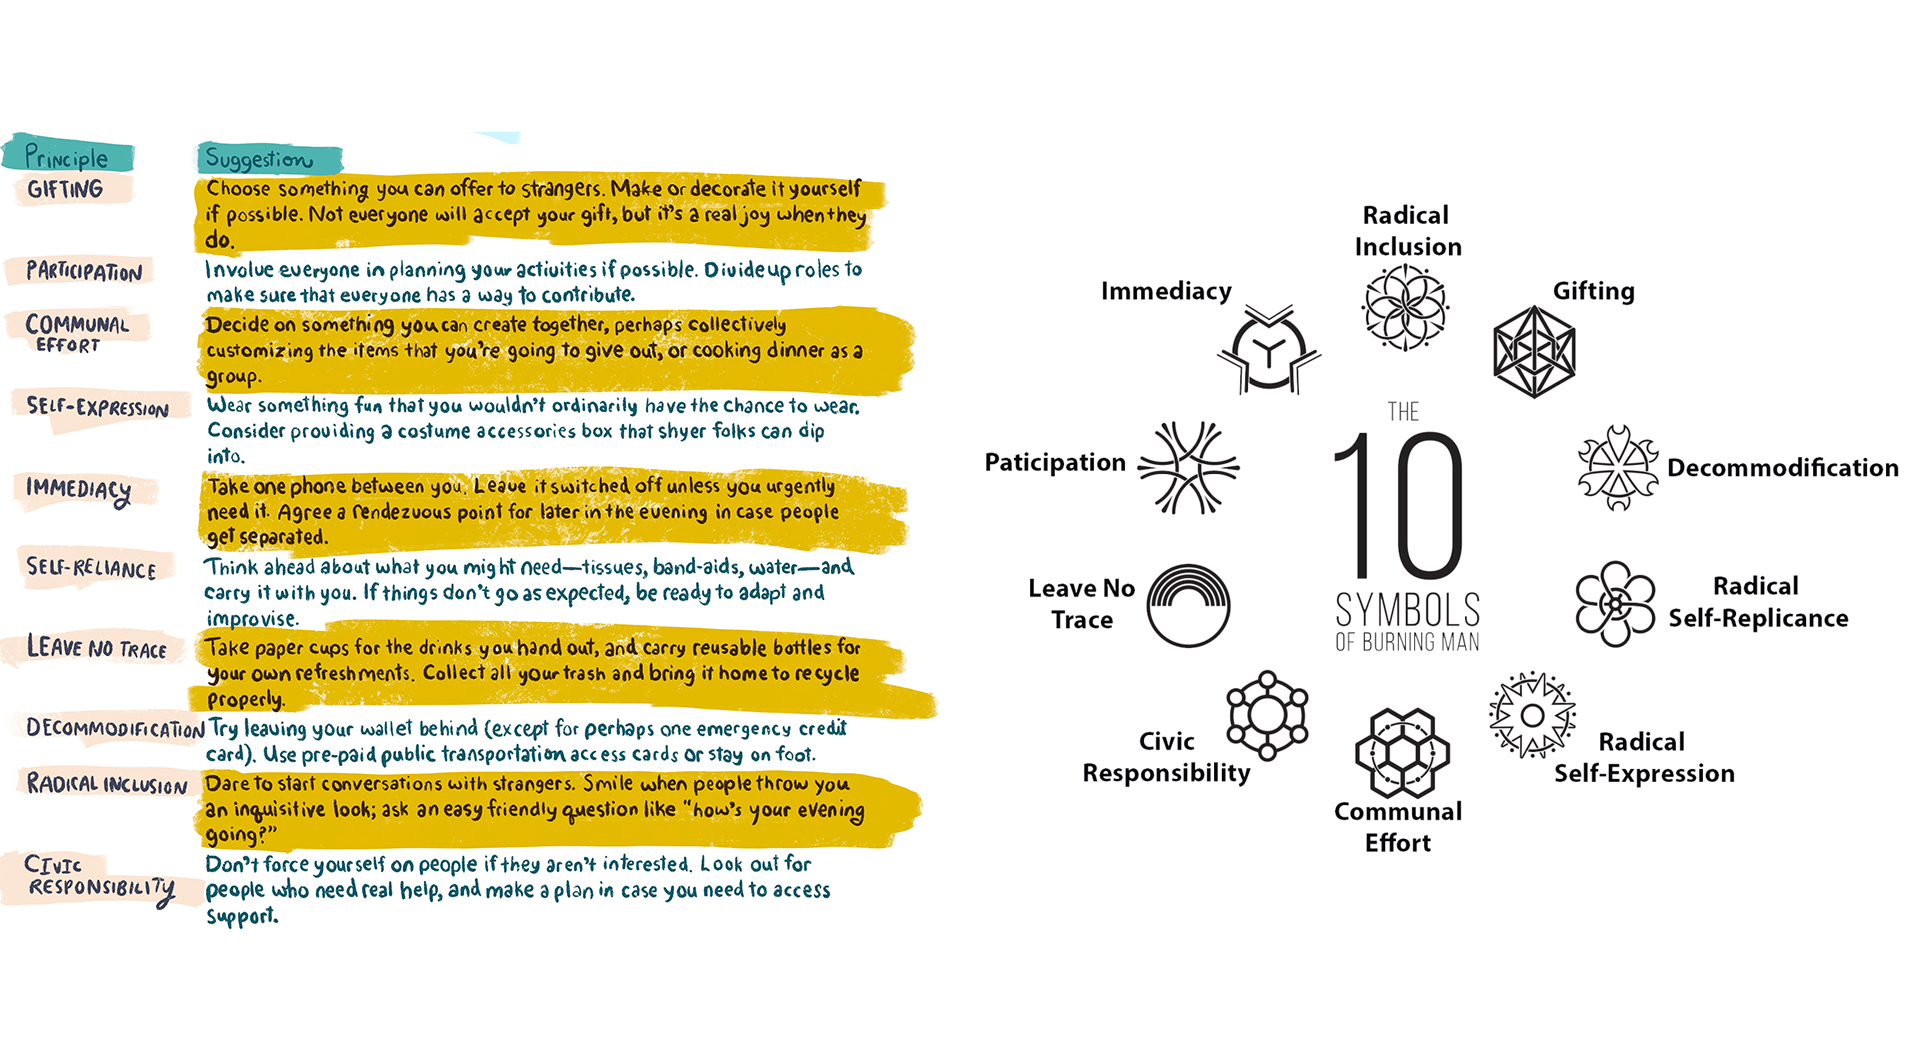 Principle
Suggestion
GIFTING
Choose something you can offer to strangers. Make or decorate it yourself
if possible. Not everyone will accept your gift, but it's a real joy when they
do.
PARTICIPATION
Involve everyone in planning your activities if possible. Divide up roles to
make sure that everyone has a way to contribute.
COMMUNAL
EFFORT
Decide on something you can create together, perhaps collectively
customizing the items that you're going to give out, or cooking dinner as a
group.
SELF-EXPRESSION
Wear something fun that you wouldn't ordinarily have the chance to wear.
Consider providing a costume accessories box that shyer folks can dip
into.
IMMEDIACY
Take one phone between you. Leave it switched off unless you urgently
need it. Agree a rendezvous point for later in the evening in case people
get separated.
SELF-RELIANCE
Think ahead about what you might need—tissues, band-aids, water—and
carry it with you. If things don't go as expected, be ready to adapt and
improvise.
LEAVE NO TRACE
Take paper cups for the drinks you hand out, and carry reusable bottles for
your own refreshments. Collect all your trash and bring it home to recycle
properly.
DECOMMODIFICATION
Try leaving your wallet behind (except for perhaps one emergency credit
card). Use pre-paid public transportation access cards or stay on foot.
RADICAL INCLUSION
Dare to start conversations with strangers. Smile when people throw you
an inquisitive look; ask an easy friendly question like "how's your evening
going?"
CIVIC
RESPONSIBILITY
Don't force yourself on people if they aren't interested. Look out for
people who need real help, and make a plan in case you need to access
support.
Radical
Inclusion
Immediacy
Gifting
THE
10
SYMBOLS
OF BURNING MAN
Paticipation
Decommodification
Leave No
Trace
Radical
Self-Replicance
Civic
Responsibility
Radical
Self-Expression
Communal
Effort